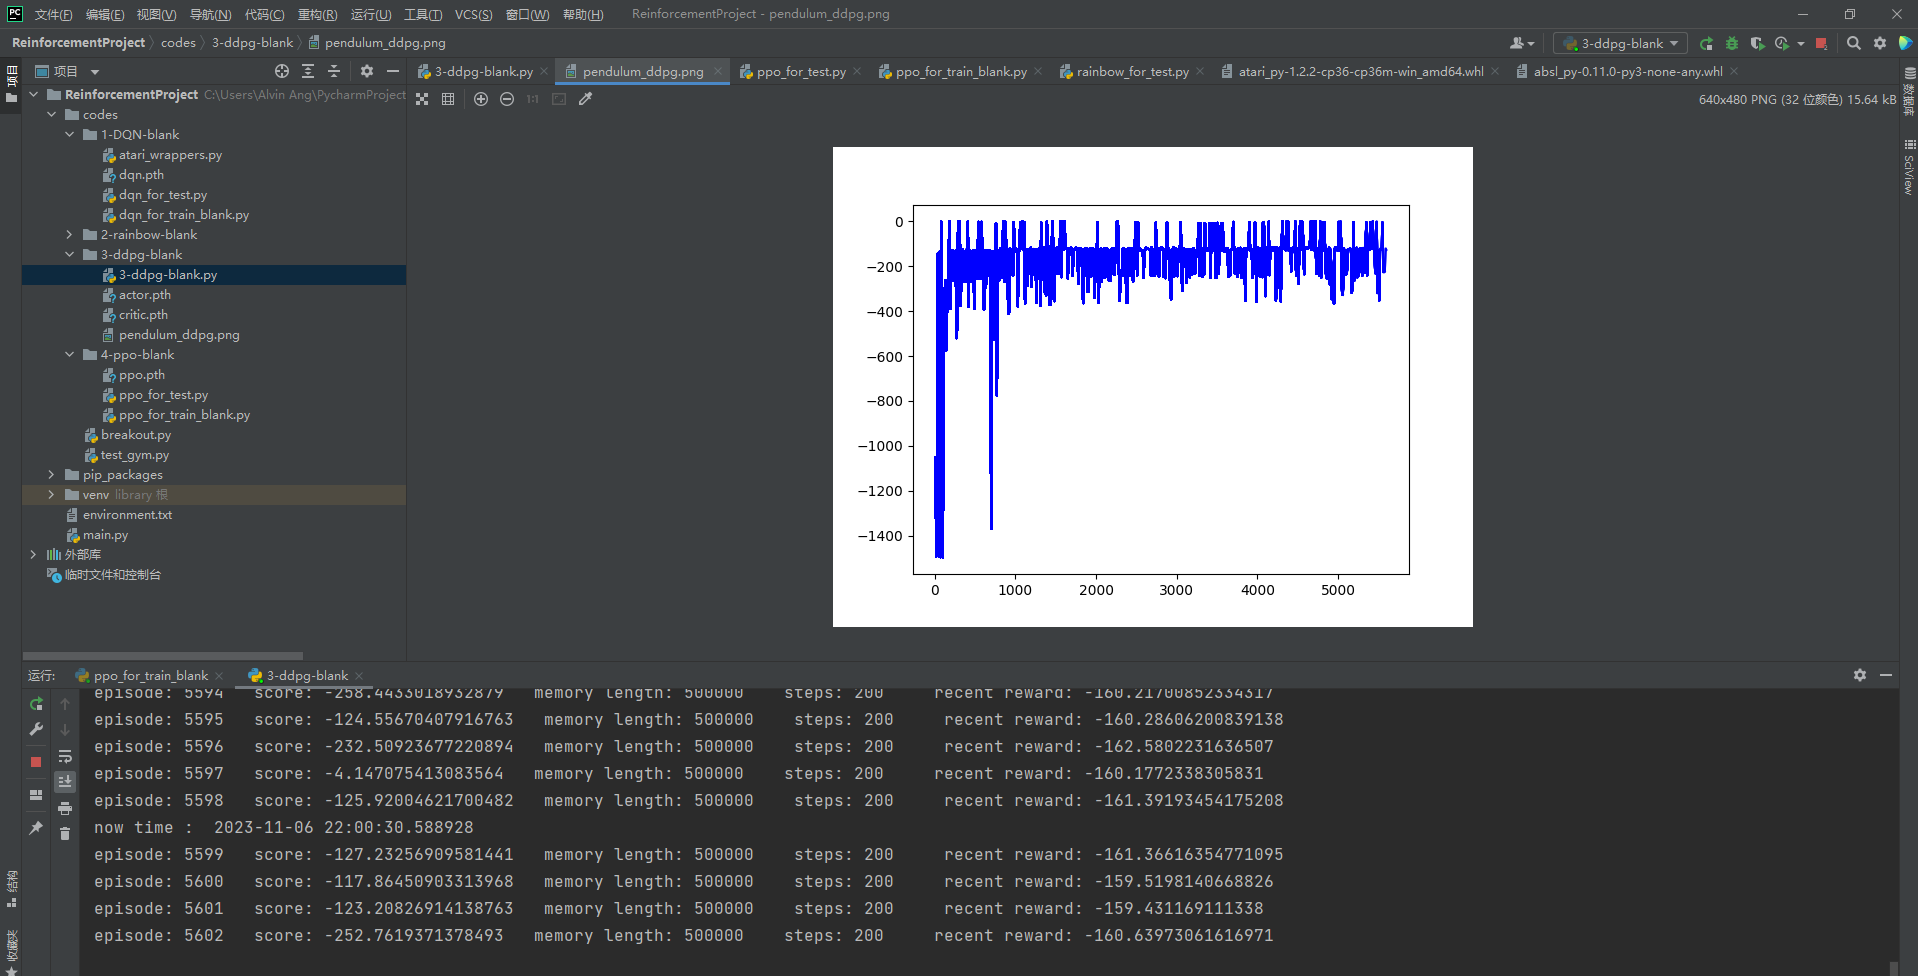 PC 文件(F) 编辑(E) 视图(V) 导航(N) 代码(C) 重构(R) 运行(U) 工具(T) VCS(S) 窗口(W) 帮助(H) ReinforcementProject - pendulum_ddpg.png
ReinforcementProject codes 3-ddpg-blank pendulum_ddpg.png 3-ddpg-blank
项目
项目
3-ddpg-blank.py pendulum_ddpg.png ppo_for_test.py ppo_for_train_blank.py rainbow_for_test.py atari_py-1.2.2-cp36-cp36m-win_amd64.whl absl_py-0.11.0-py3-none-any.whl
数据库
SciView
1:1 640x480 PNG (32 位颜色) 15.64 kB
ReinforcementProject C:\Users\Alvin Ang\PycharmProject
codes
1-DQN-blank
atari_wrappers.py
dqn.pth
dqn_for_test.py
dqn_for_train_blank.py
2-rainbow-blank
3-ddpg-blank
3-ddpg-blank.py
actor.pth
critic.pth
pendulum_ddpg.png
4-ppo-blank
ppo.pth
ppo_for_test.py
ppo_for_train_blank.py
breakout.py
test_gym.py
pip_packages
venv library 根
environment.txt
main.py
外部库
临时文件和控制台
0
−200
−400
−600
−800
−1000
−1200
−1400
0 1000 2000 3000 4000 5000
运行: ppo_for_train_blank 3-ddpg-blank
episode: 5594 score: -258.4433018932879 memory length: 500000 steps: 200 recent reward: -160.21700852334317
episode: 5595 score: -124.55670407916763 memory length: 500000 steps: 200 recent reward: -160.28606200839138
episode: 5596 score: -232.50923677220894 memory length: 500000 steps: 200 recent reward: -162.5802231636507
episode: 5597 score: -4.147075413083564 memory length: 500000 steps: 200 recent reward: -160.1772338305831
episode: 5598 score: -125.92004621700482 memory length: 500000 steps: 200 recent reward: -161.39193454175208
now time : 2023-11-06 22:00:30.588928
episode: 5599 score: -127.23256909581441 memory length: 500000 steps: 200 recent reward: -161.36616354771095
episode: 5600 score: -117.86450903313968 memory length: 500000 steps: 200 recent reward: -159.5198140668826
episode: 5601 score: -123.20826914138763 memory length: 500000 steps: 200 recent reward: -159.431169111338
episode: 5602 score: -252.7619371378493 memory length: 500000 steps: 200 recent reward: -160.63973061616971
结构
收藏夹